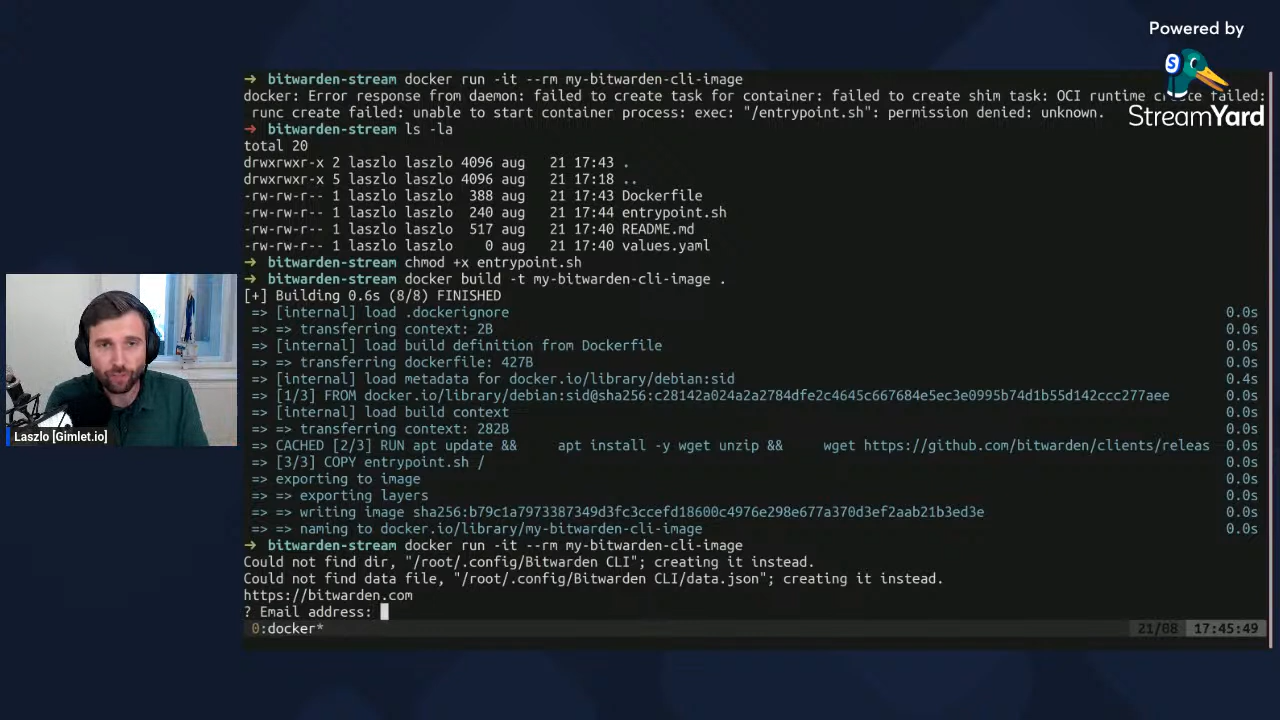 Powered by
StreamYard
➜ bitwarden-stream docker run -it --rm my-bitwarden-cli-image
docker: Error response from daemon: failed to create task for container: failed to create shim task: OCI runtime create failed:
runc create failed: unable to start container process: exec: "/entrypoint.sh": permission denied: unknown.
➜ bitwarden-stream ls -la
total 20
drwxrwxr-x 2 laszlo laszlo 4096 aug 21 17:43 .
drwxrwxr-x 5 laszlo laszlo 4096 aug 21 17:18 ..
-rw-rw-r-- 1 laszlo laszlo 388 aug 21 17:43 Dockerfile
-rw-rw-r-- 1 laszlo laszlo 240 aug 21 17:44 entrypoint.sh
-rw-rw-r-- 1 laszlo laszlo 517 aug 21 17:40 README.md
-rw-rw-r-- 1 laszlo laszlo 0 aug 21 17:40 values.yaml
➜ bitwarden-stream chmod +x entrypoint.sh
➜ bitwarden-stream docker build -t my-bitwarden-cli-image .
[+] Building 0.6s (8/8) FINISHED
=> [internal] load .dockerignore 0.0s
=> => transferring context: 2B 0.0s
=> [internal] load build definition from Dockerfile 0.0s
=> => transferring dockerfile: 427B 0.0s
=> [internal] load metadata for docker.io/library/debian:sid 0.4s
=> [1/3] FROM docker.io/library/debian:sid@sha256:c28142a024a2a2784dfe2c4645c667684e5ec3e0995b74d1b55d142ccc277aee 0.0s
=> [internal] load build context 0.0s
=> => transferring context: 282B 0.0s
=> CACHED [2/3] RUN apt update && apt install -y wget unzip && wget https://github.com/bitwarden/clients/releas 0.0s
=> [3/3] COPY entrypoint.sh / 0.0s
=> exporting to image 0.0s
=> => exporting layers 0.0s
=> => writing image sha256:b79c1a7973387349d3fc3ccefd18600c4976e298e677a370d3ef2aab21b3ed3e 0.0s
=> => naming to docker.io/library/my-bitwarden-cli-image 0.0s
➜ bitwarden-stream docker run -it --rm my-bitwarden-cli-image
Could not find dir, "/root/.config/Bitwarden CLI"; creating it instead.
Could not find data file, "/root/.config/Bitwarden CLI/data.json"; creating it instead.
https://bitwarden.com
? Email address:
0:docker* 21/08 17:45:49
Laszlo [Gimlet.io]